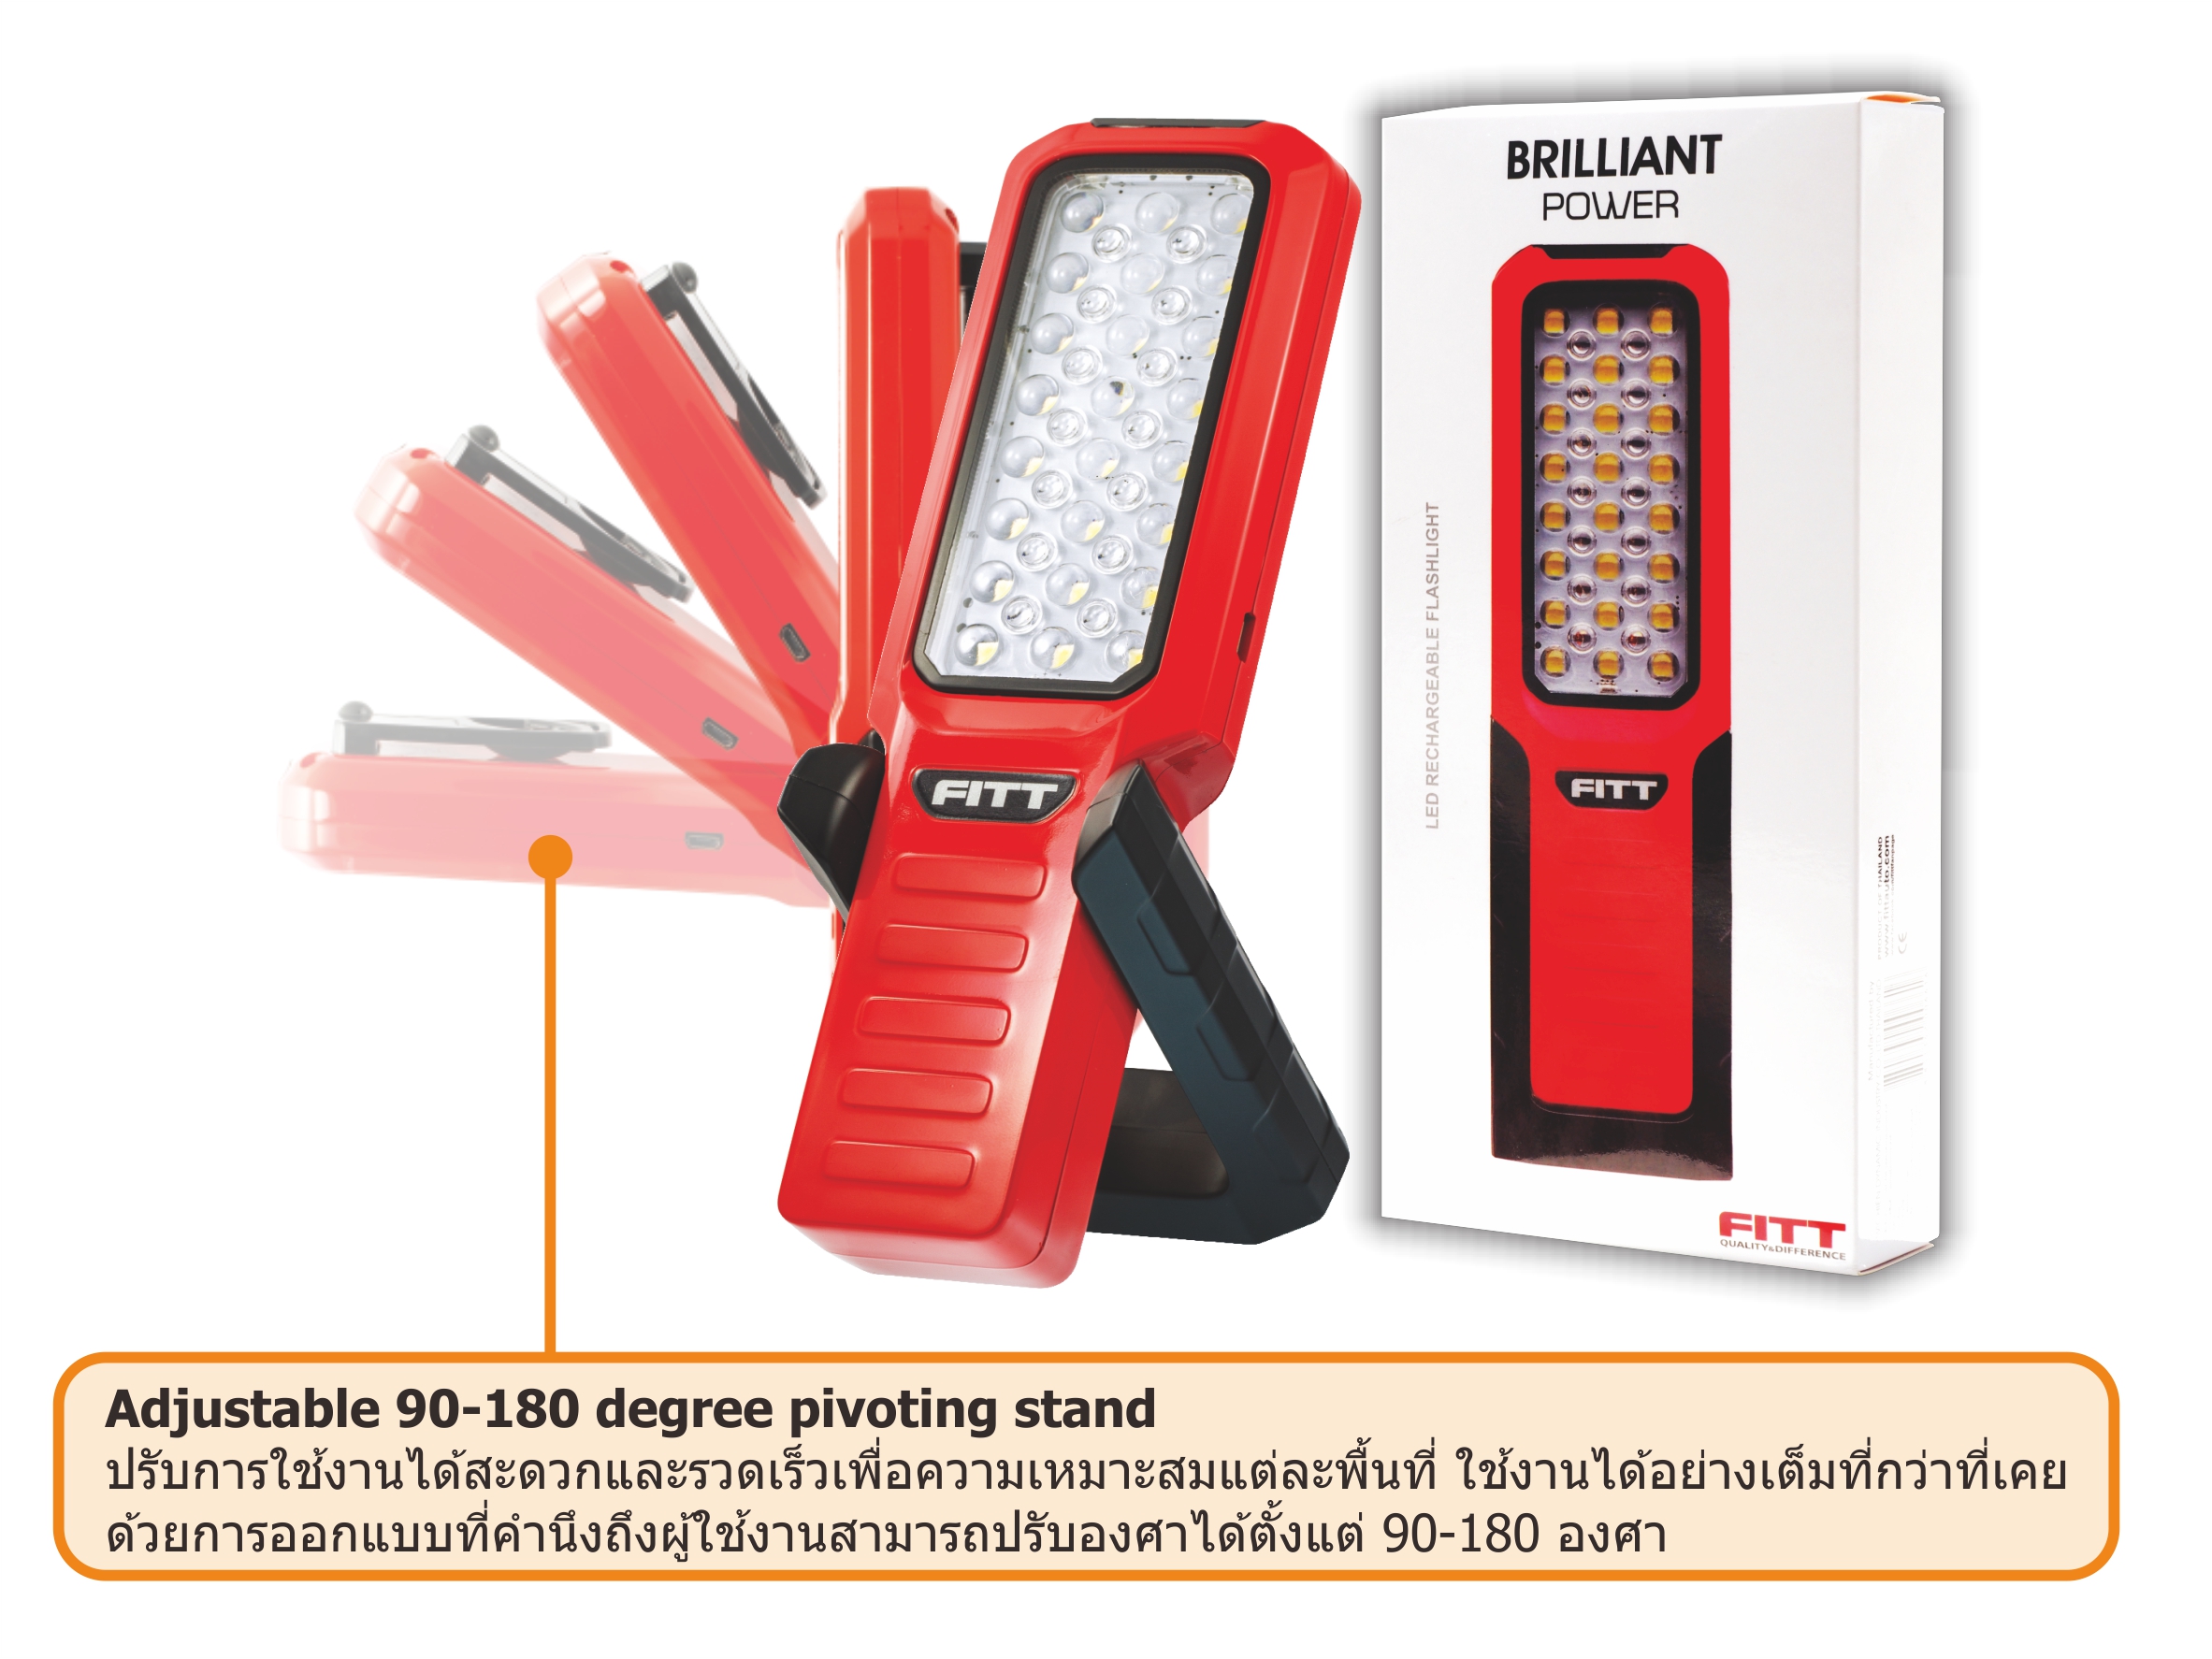 BRILLIANT
POWER
LED RECHARGEABLE FLASHLIGHT
FITT
FITT
FITT
QUALITY&DIFFERENCE
THAILAND
www.fittauto.com
CE
Adjustable 90-180 degree pivoting stand
ปรับการใช้งานได้สะดวกและรวดเร็วเพื่อความเหมาะสมแต่ละพื้นที่ ใช้งานได้อย่างเต็มที่กว่าที่เคย
ด้วยการออกแบบที่คำนึงถึงผู้ใช้งานสามารถปรับองศาได้ตั้งแต่ 90-180 องศา